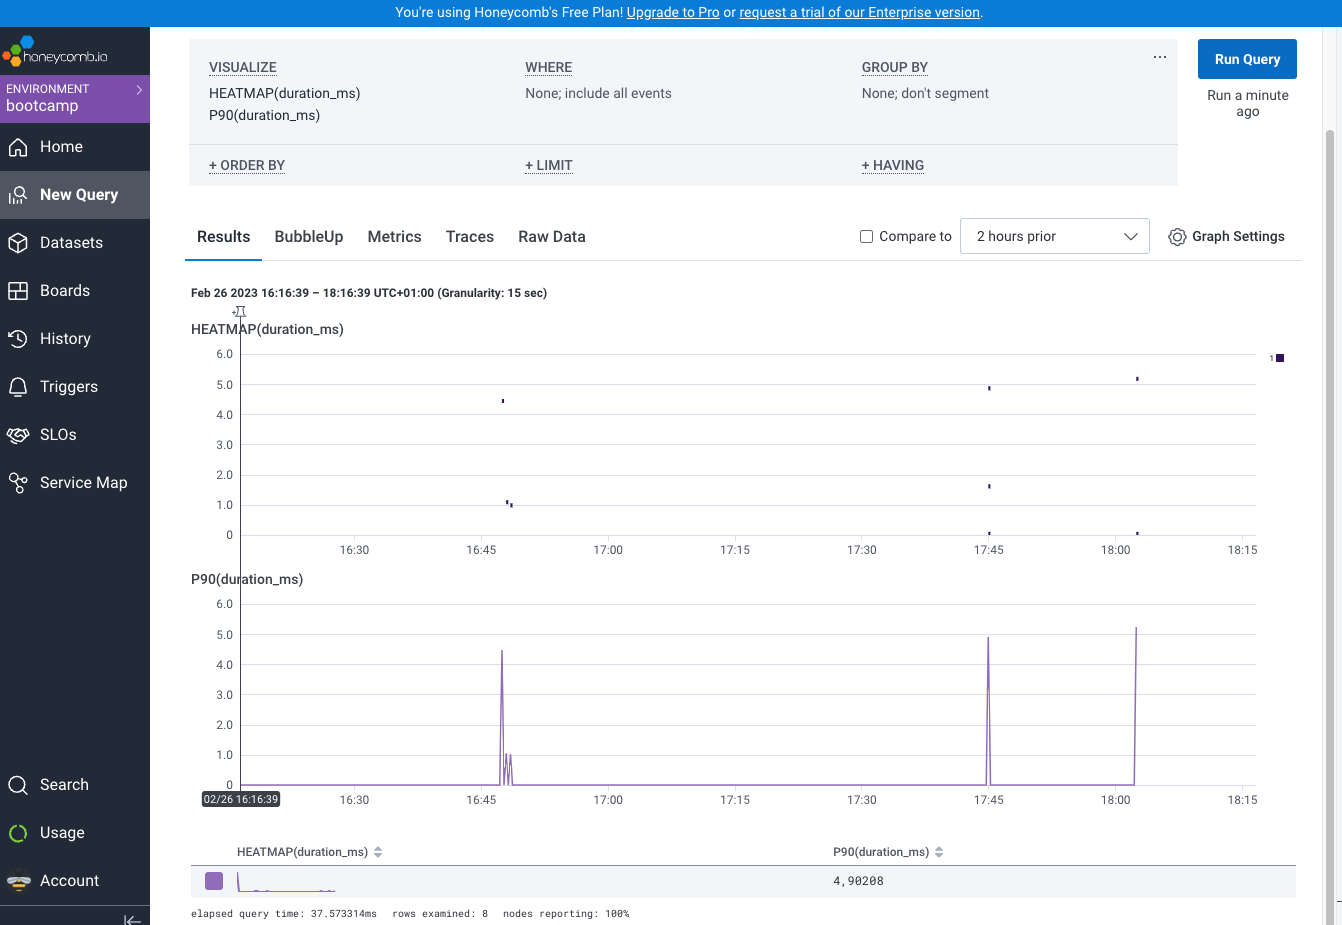 You're using Honeycomb's Free Plan! Upgrade to Pro or request a trial of our Enterprise version.
honeycomb.io
ENVIRONMENT
bootcamp
Home
New Query
Datasets
Boards
History
Triggers
SLOs
Service Map
Search
Usage
Account
VISUALIZE
HEATMAP(duration_ms)
P90(duration_ms)
WHERE
None; include all events
GROUP BY
None; don't segment
...
+ ORDER BY
+ LIMIT
+ HAVING
Run Query
Run a minute
ago
Results BubbleUp Metrics Traces Raw Data
Compare to 2 hours prior Graph Settings
Feb 26 2023 16:16:39 – 18:16:39 UTC+01:00 (Granularity: 15 sec)
HEATMAP(duration_ms)
6.0
5.0
4.0
3.0
2.0
1.0
0
1
16:30 16:45 17:00 17:15 17:30 17:45 18:00 18:15
P90(duration_ms)
6.0
5.0
4.0
3.0
2.0
1.0
0
02/26 16:16:39
16:30 16:45 17:00 17:15 17:30 17:45 18:00 18:15
HEATMAP(duration_ms) P90(duration_ms)
4,90208
elapsed query time: 37.573314ms rows examined: 8 nodes reporting: 100%